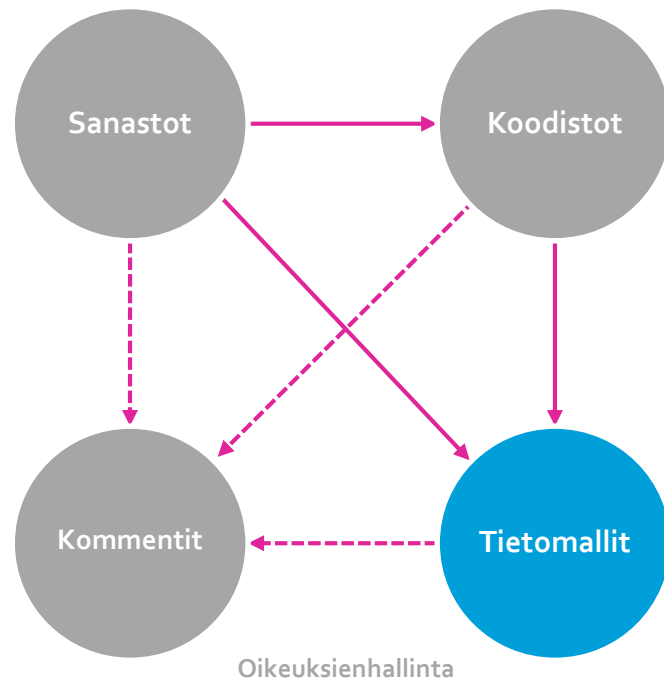 Sanastot
Koodistot
Kommentit
Tietomallit
Oikeuksienhallinta